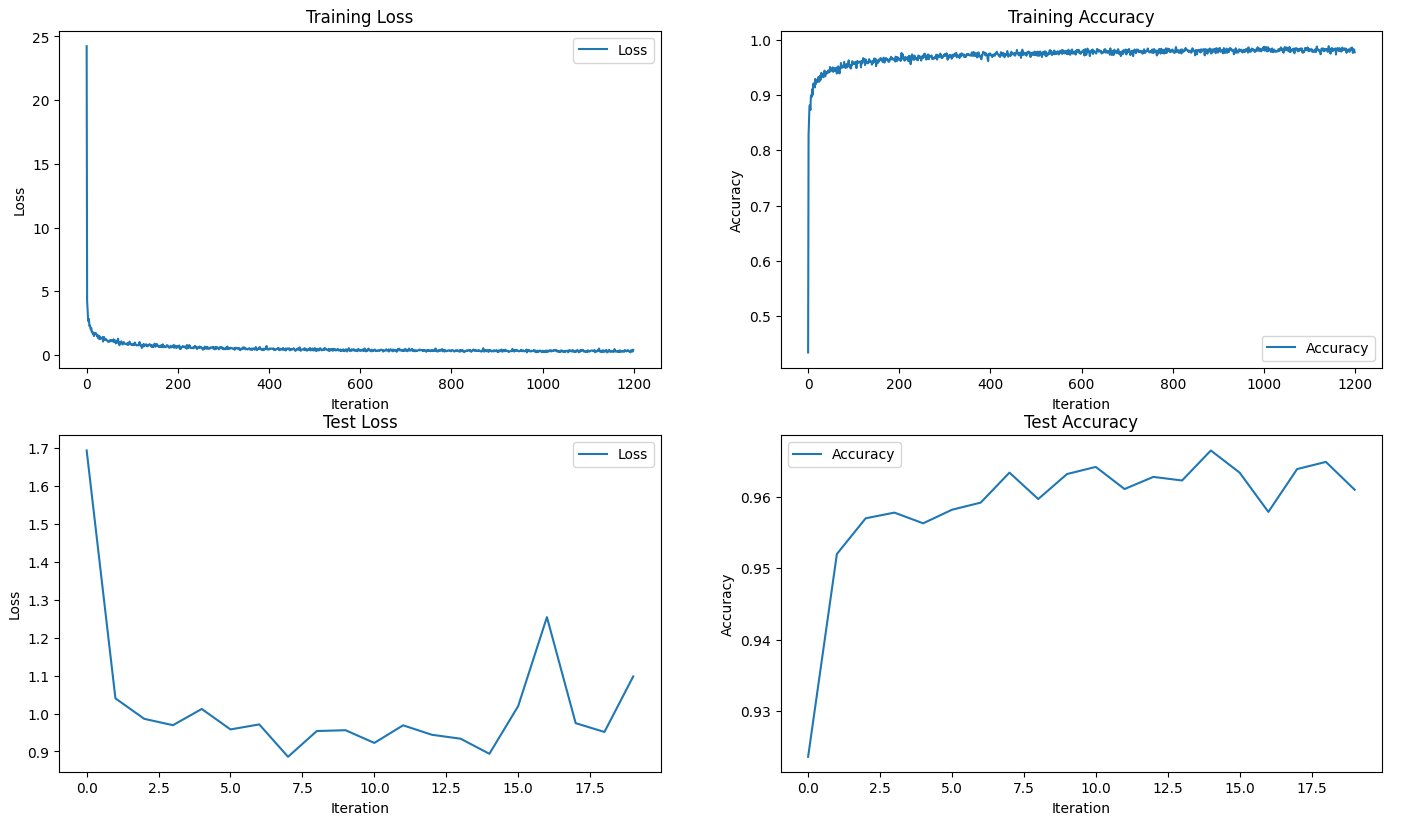 Training Loss
25
20
15
10
5
0
Loss
Loss
0 200 400 600 800 1000 1200
Iteration
Training Accuracy
1.0
0.9
0.8
0.7
0.6
0.5
Accuracy
Accuracy
0 200 400 600 800 1000 1200
Iteration
Test Loss
1.7
1.6
1.5
1.4
1.3
1.2
1.1
1.0
0.9
Loss
Loss
0.0 2.5 5.0 7.5 10.0 12.5 15.0 17.5
Iteration
Test Accuracy
0.96
0.95
0.94
0.93
Accuracy
Accuracy
0.0 2.5 5.0 7.5 10.0 12.5 15.0 17.5
Iteration